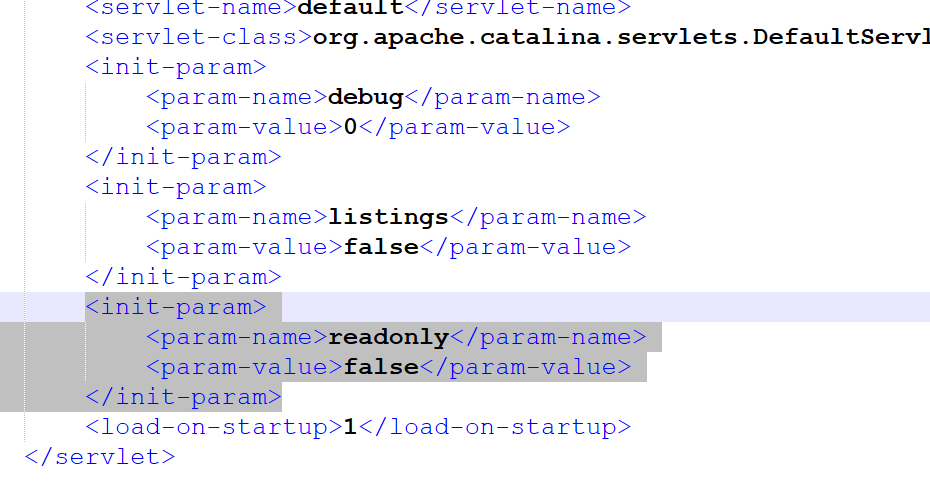 <servlet-name>default</servlet-name>
<servlet-class>org.apache.catalina.servlets.DefaultServl
<init-param>
<param-name>debug</param-name>
<param-value>0</param-value>
</init-param>
<init-param>
<param-name>listings</param-name>
<param-value>false</param-value>
</init-param>
<init-param>
<param-name>readonly</param-name>
<param-value>false</param-value>
</init-param>
<load-on-startup>1</load-on-startup>
</servlet>